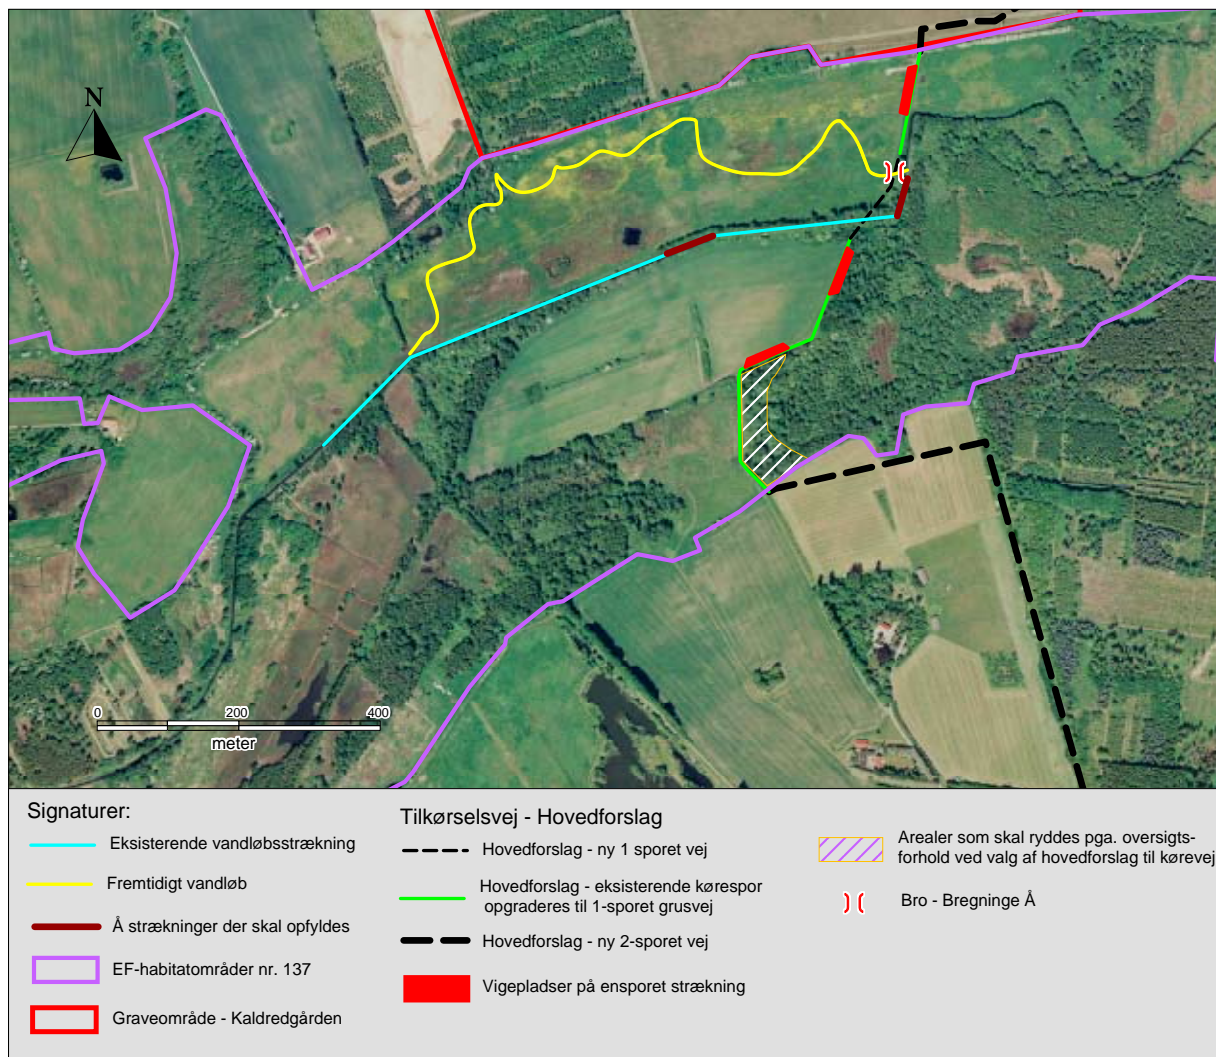 N
0 200 400
meter
Signaturer:
Eksisterende vandløbsstrækning
Fremtidigt vandløb
Å strækninger der skal opfyldes
EF-habitatområder nr. 137
Graveområde - Kaldredgården
Tilkørselsvej - Hovedforslag
Hovedforslag - ny 1 sporet vej
Hovedforslag - eksisterende kørespor
opgraderes til 1-sporet grusvej
Hovedforslag - ny 2-sporet vej
Vigepladser på ensporet strækning
Arealer som skal ryddes pga. oversigts-
forhold ved valg af hovedforslag til kørevej
Bro - Bregninge Å